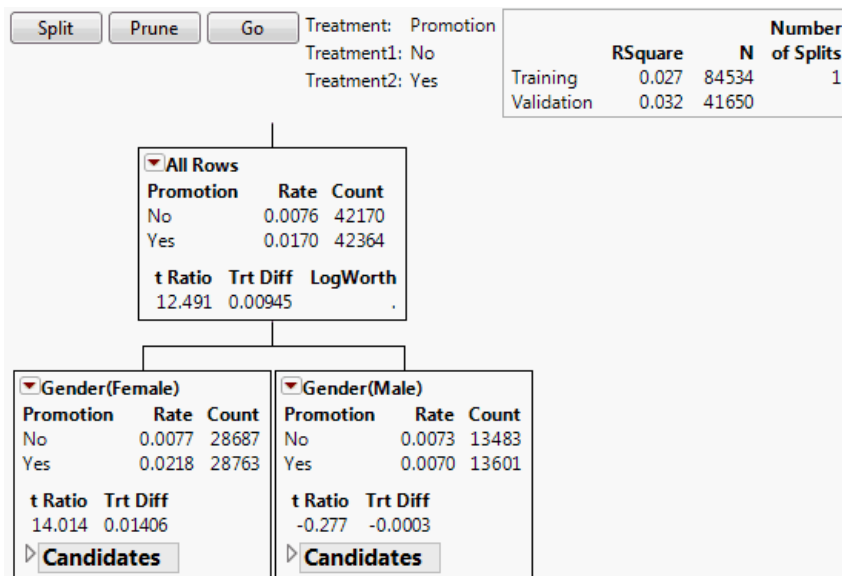 Split Prune Go Treatment: Promotion
Treatment1: No
Treatment2: Yes
Number
RSquare N of Splits
Training 0.027 84534 1
Validation 0.032 41650
All Rows
Promotion Rate Count
No 0.0076 42170
Yes 0.0170 42364
t Ratio Trt Diff LogWorth
12.491 0.00945 .
Gender(Female)
Promotion Rate Count
No 0.0077 28687
Yes 0.0218 28763
t Ratio Trt Diff
14.014 0.01406
Candidates
Gender(Male)
Promotion Rate Count
No 0.0073 13483
Yes 0.0070 13601
t Ratio Trt Diff
-0.277 -0.0003
Candidates